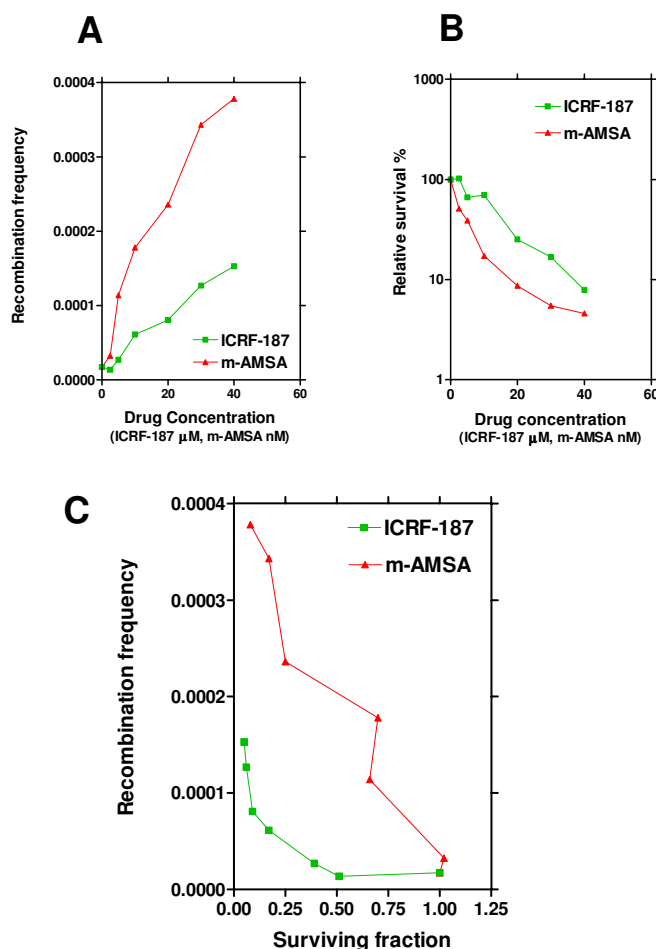 A
0.0004
0.0003
0.0002
0.0001
0.0000
Recombination frequency
ICRF-187
m-AMSA
0 20 40 60
Drug Concentration
(ICRF-187 μM, m-AMSA nM)
B
1000
100
10
1
Relative survival %
ICRF-187
m-AMSA
0 20 40 60
Drug concentration
(ICRF-187 μM, m-AMSA nM)
C
0.0004
0.0003
0.0002
0.0001
0.0000
Recombination frequency
ICRF-187
m-AMSA
0.00 0.25 0.50 0.75 1.00 1.25
Surviving fraction